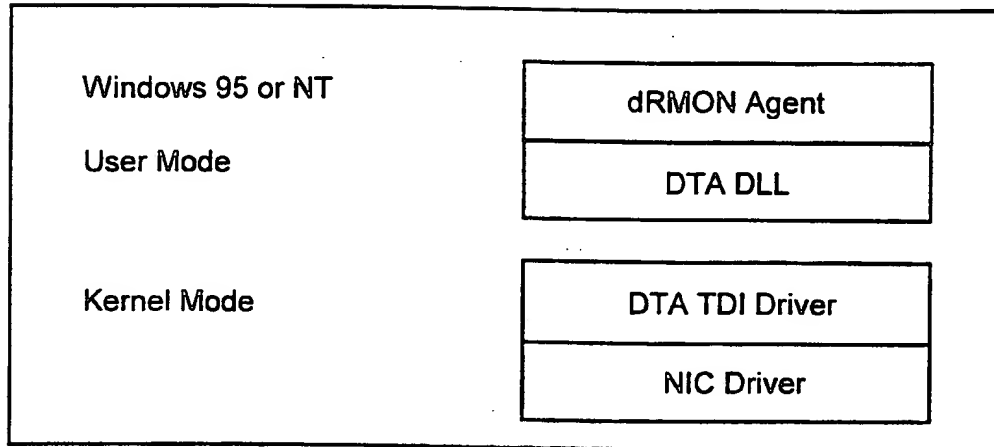 Windows 95 or NT
dRMON Agent
User Mode
DTA DLL
Kernel Mode
DTA TDI Driver
NIC Driver